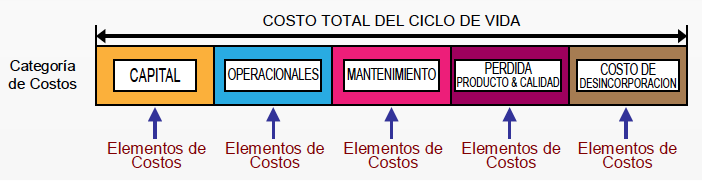 COSTO TOTAL DEL CICLO DE VIDA
Categoría
de Costos
CAPITAL
OPERACIONALES
MANTENIMIENTO
PERDIDA
PRODUCTO & CALIDAD
COSTO DE
DESINCORPORACION
Elementos de
Costos
Elementos de
Costos
Elementos de
Costos
Elementos de
Costos
Elementos de
Costos